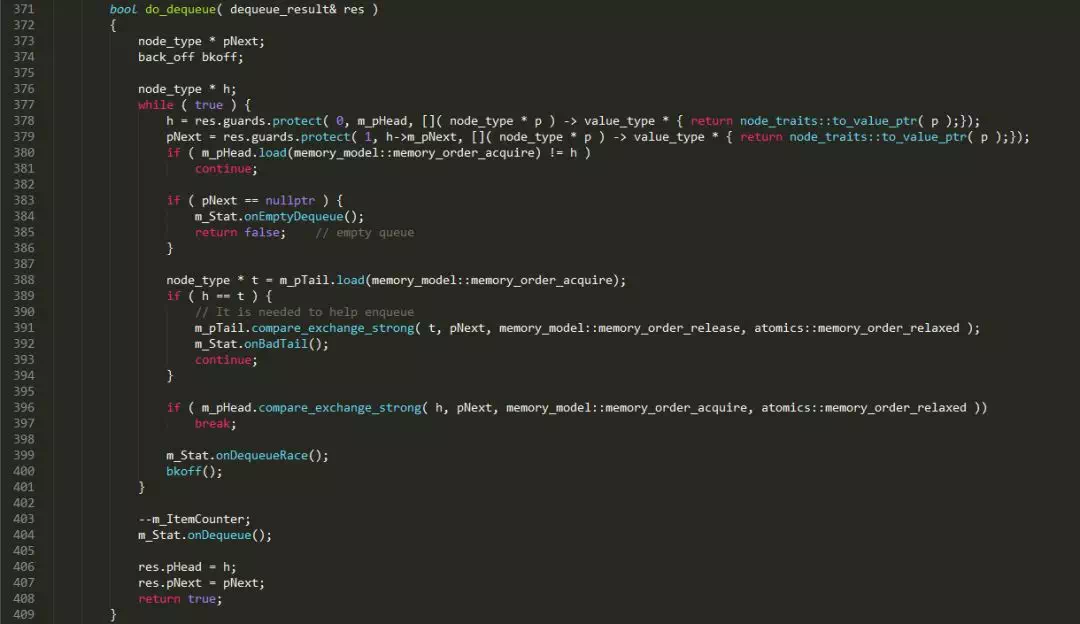 371 bool do_dequeue( dequeue_result& res )
372 {
373 node_type * pNext;
374 back_off bkoff;
375
376 node_type * h;
377 while ( true ) {
378 h = res.guards.protect( 0, m_pHead, []( node_type * p ) -> value_type * { return node_traits::to_value_ptr( p );});
379 pNext = res.guards.protect( 1, h->m_pNext, []( node_type * p ) -> value_type * { return node_traits::to_value_ptr( p );});
380 if ( m_pHead.load(memory_model::memory_order_acquire) != h )
381 continue;
382
383 if ( pNext == nullptr ) {
384 m_Stat.onEmptyDequeue();
385 return false; // empty queue
386 }
387
388 node_type * t = m_pTail.load(memory_model::memory_order_acquire);
389 if ( h == t ) {
390 // It is needed to help enqueue
391 m_pTail.compare_exchange_strong( t, pNext, memory_model::memory_order_release, atomics::memory_order_relaxed );
392 m_Stat.onBadTail();
393 continue;
394 }
395
396 if ( m_pHead.compare_exchange_strong( h, pNext, memory_model::memory_order_acquire, atomics::memory_order_relaxed ))
397 break;
398
399 m_Stat.onDequeueRace();
400 bkoff();
401 }
402
403 --m_ItemCounter;
404 m_Stat.onDequeue();
405
406 res.pHead = h;
407 res.pNext = pNext;
408 return true;
409 }